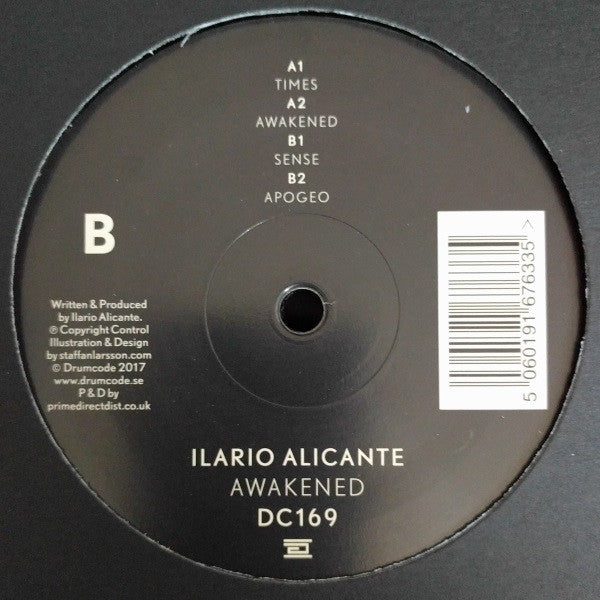 A1
TIMES
A2
AWAKENED
B1
SENSE
B2
APOGEO
B
Written & Produced
by Ilario Alicante.
℗ Copyright Control
Illustration & Design
by staffanlarsson.com
© Drumcode 2017
www.drumcode.se
P & D by
primedirectdist.co.uk
5 060191 676335 >
ILARIO ALICANTE
AWAKENED
DC169